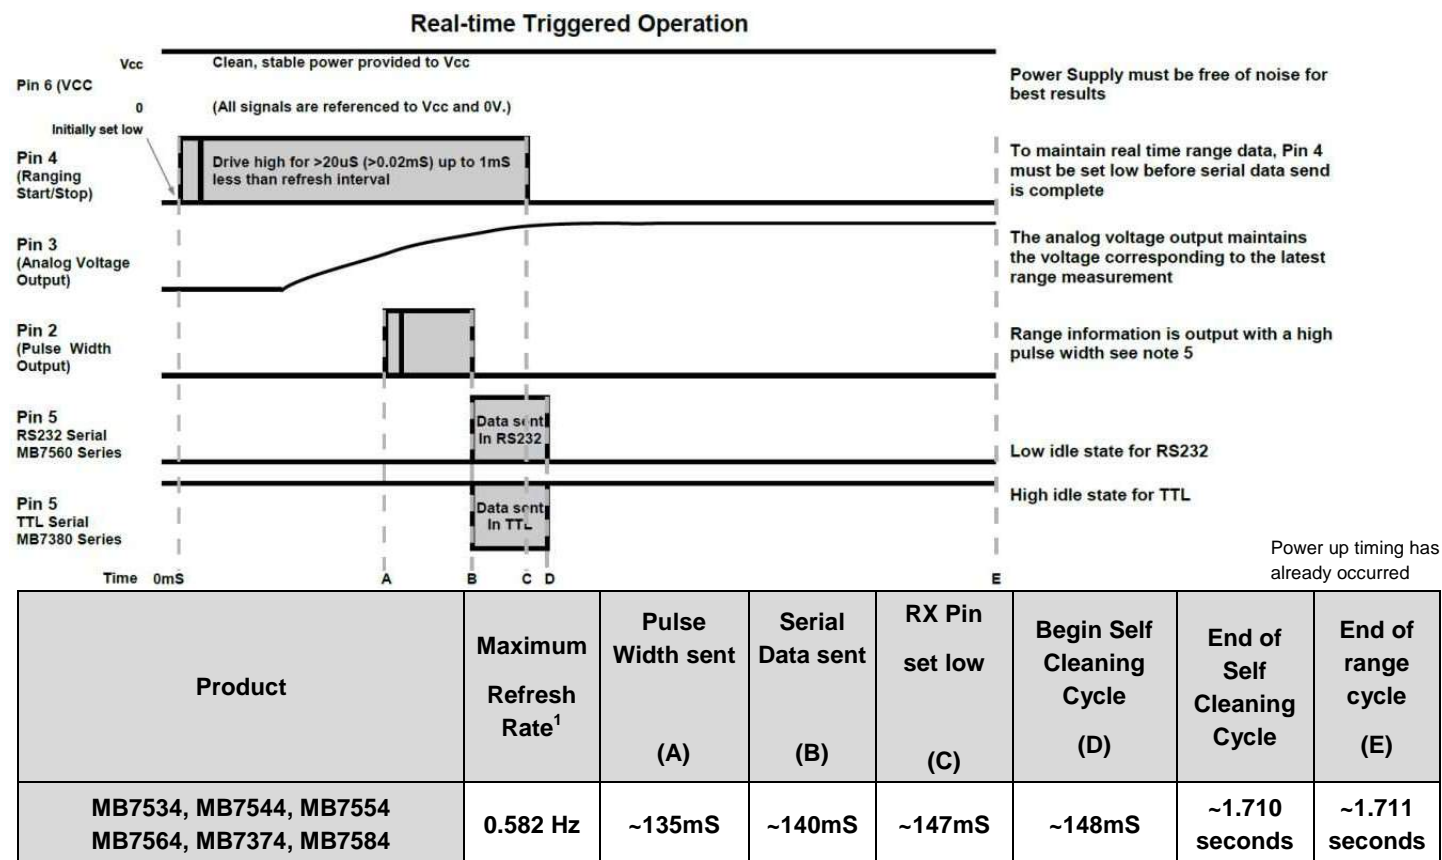 Real-time Triggered Operation
Vcc
Pin 6 (VCC
0
Clean, stable power provided to Vcc
(All signals are referenced to Vcc and 0V.)
Power Supply must be free of noise for
best results
Initially set low
Pin 4
(Ranging
Start/Stop)
Drive high for >20uS (>0.02mS) up to 1mS
less than refresh interval
To maintain real time range data, Pin 4
must be set low before serial data send
is complete
Pin 3
(Analog Voltage
Output)
The analog voltage output maintains
the voltage corresponding to the latest
range measurement
Pin 2
(Pulse Width
Output)
Range information is output with a high
pulse width see note 5
Pin 5
RS232 Serial
MB7560 Series
Data sent
In RS232
Low idle state for RS232
Pin 5
TTL Serial
MB7380 Series
Data sent
In TTL
High idle state for TTL
Power up timing has
already occurred
Time 0mS A B C D E
Product
Maximum
Refresh
Rate1
Pulse
Width sent
(A)
Serial
Data sent
(B)
RX Pin
set low
(C)
Begin Self
Cleaning
Cycle
(D)
End of
Self
Cleaning
Cycle
End of
range
cycle
(E)
MB7534, MB7544, MB7554
MB7564, MB7374, MB7584
0.582 Hz
~135mS
~140mS
~147mS
~148mS
~1.710
seconds
~1.711
seconds